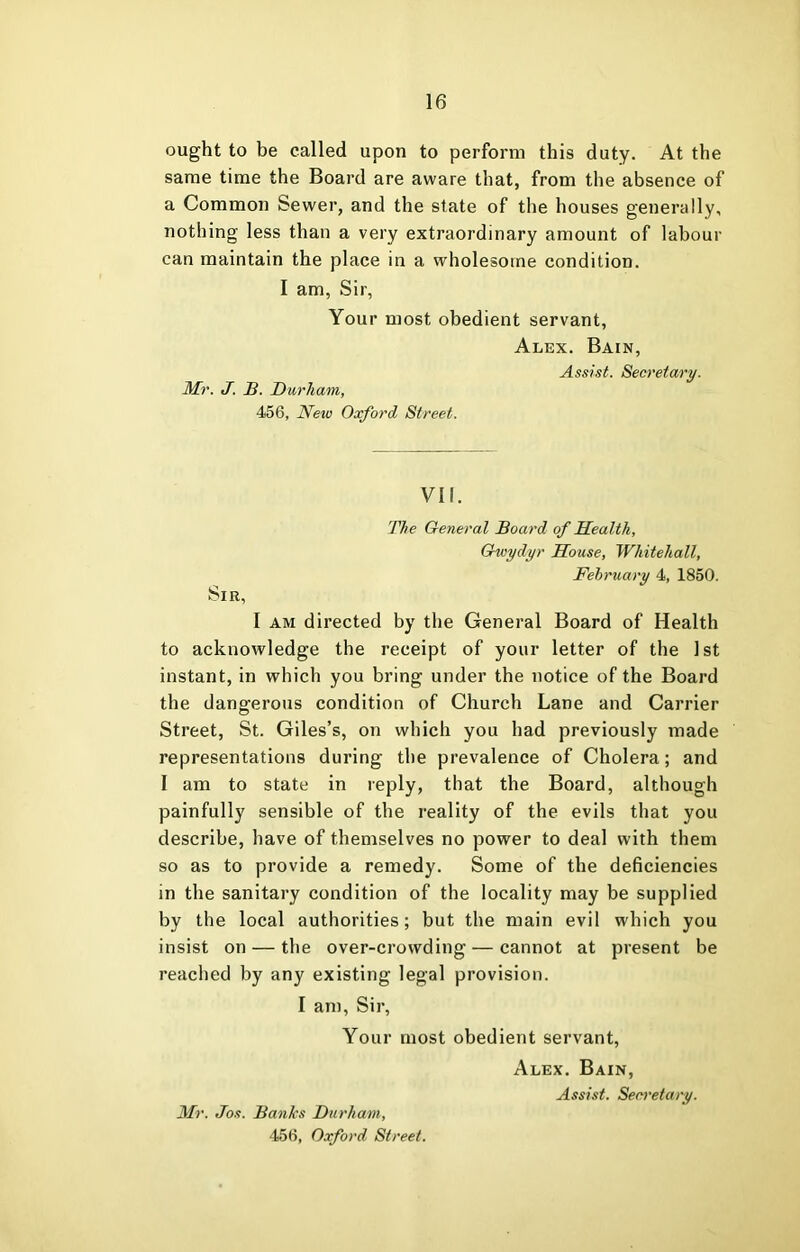 16
ought to be called upon to perform this duty. At the
same time the Board are aware that, from the absence of
a Common Sewer, and the state of the houses generally,
nothing less than a very extraordinary amount of labour
can maintain the place in a wholesome condition.
I am, Sir,
Your most obedient servant,
Alex. Bain,
Assist. Secretary.
Mr. J. B. Durham,
456, New Oxford Street.
VII.
The General Board of Health,
Gwydyr House, Whitehall,
February 4, 1850.
Sir,
I am directed by the General Board of Health
to acknowledge the receipt of your letter of the 1st
instant, in which you bring under the notice of the Board
the dangerous condition of Church Lane and Carrier
Street, St. Giles's, on which you had previously made
representations during the prevalence of Cholera; and
I am to state in reply, that the Board, although
painfully sensible of the reality of the evils that you
describe, have of themselves no power to deal with them
so as to provide a remedy. Some of the deficiencies
in the sanitary condition of the locality may be supplied
by the local authorities; but the main evil which you
insist on — the over-crowding — cannot at present be
reached by any existing legal provision.
I am, Sir,
Your most obedient servant,
Alex. Bain,
Assist. Secretary.
Mr. Jos. Banks Durham,
456, Oxford Street.